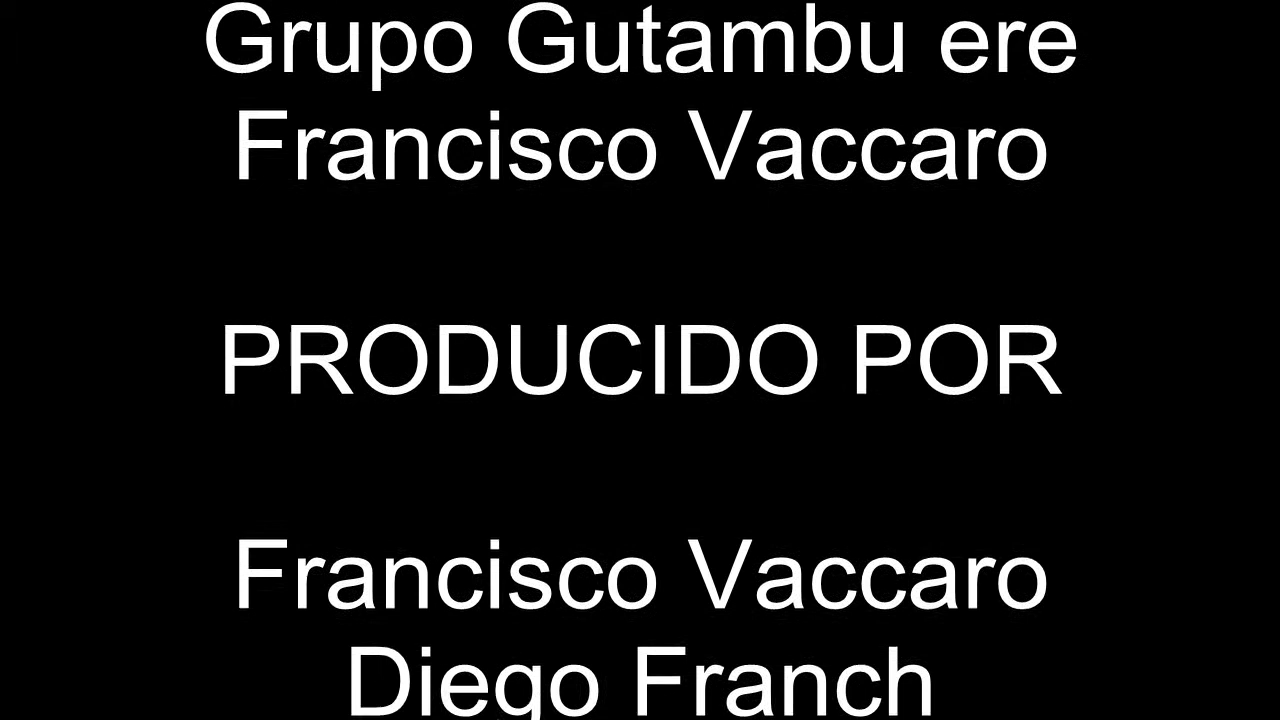 Grupo Gutambu ere
Francisco Vaccaro
PRODUCIDO POR
Francisco Vaccaro
Diego Franch